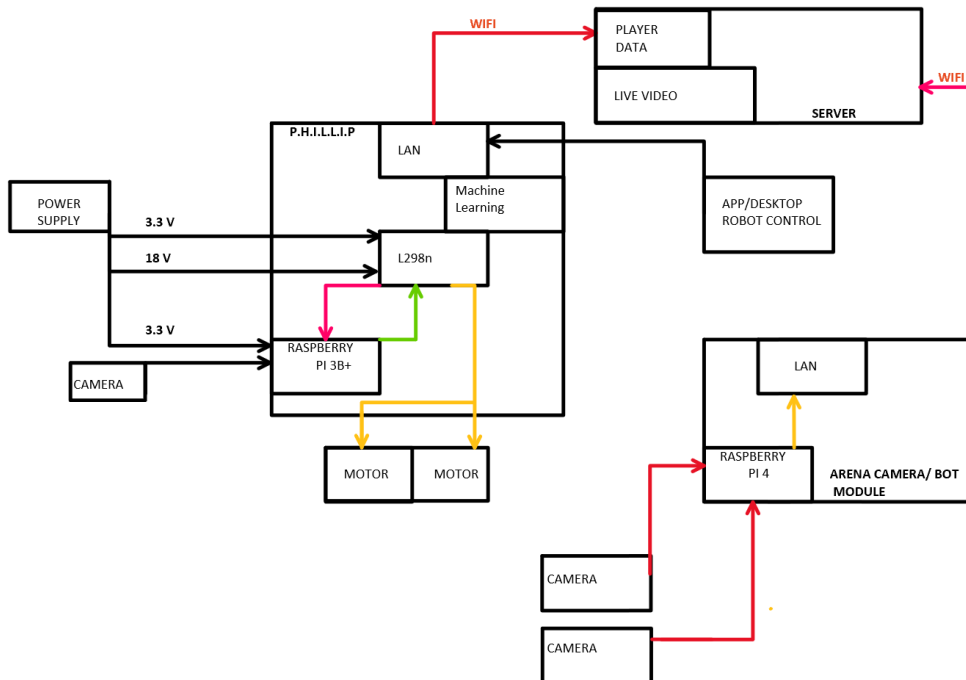 WIFI
PLAYER
DATA
LIVE VIDEO
WIFI
SERVER
P.H.I.L.L.I.P
LAN
Machine
Learning
POWER
SUPPLY
3.3 V
18 V
L298n
APP/DESKTOP
ROBOT CONTROL
3.3 V
RASPBERRY
PI 3B+
CAMERA
LAN
MOTOR
MOTOR
RASPBERRY
PI 4
ARENA CAMERA/ BOT
MODULE
CAMERA
CAMERA